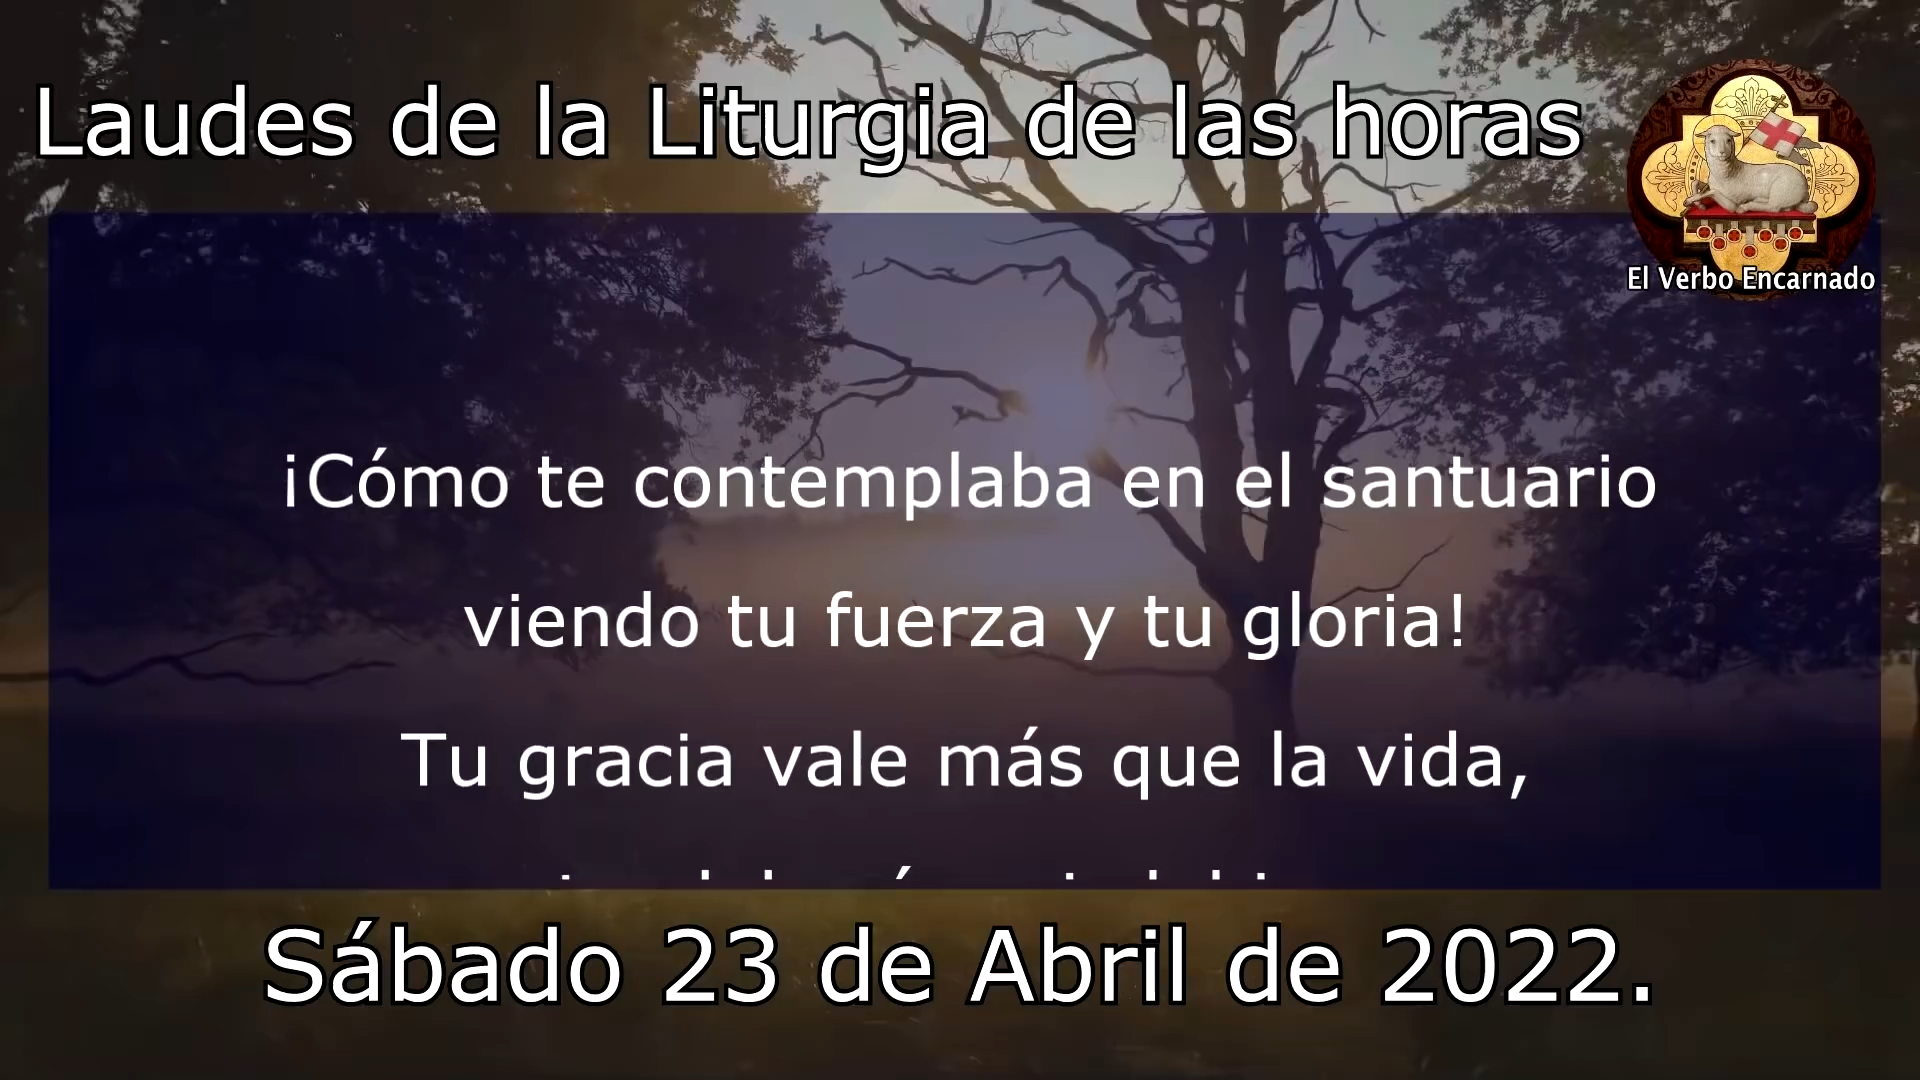 Laudes de la Liturgia de las horas
El Verbo Encarnado
¡Cómo te contemplaba en el santuario
viendo tu fuerza y tu gloria!
Tu gracia vale más que la vida,
Sábado 23 de Abril de 2022.